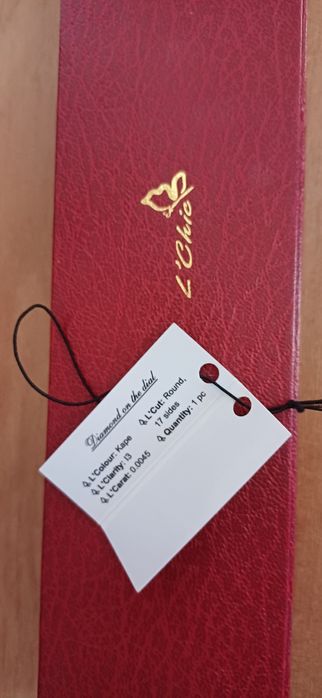 L'Chic
Diamond on the dial
L'Colour: Kape
L'Clarity: I3
L'Carat: 0.0045
L'Cut: Round,
17 sides
Quantity: 1 pc